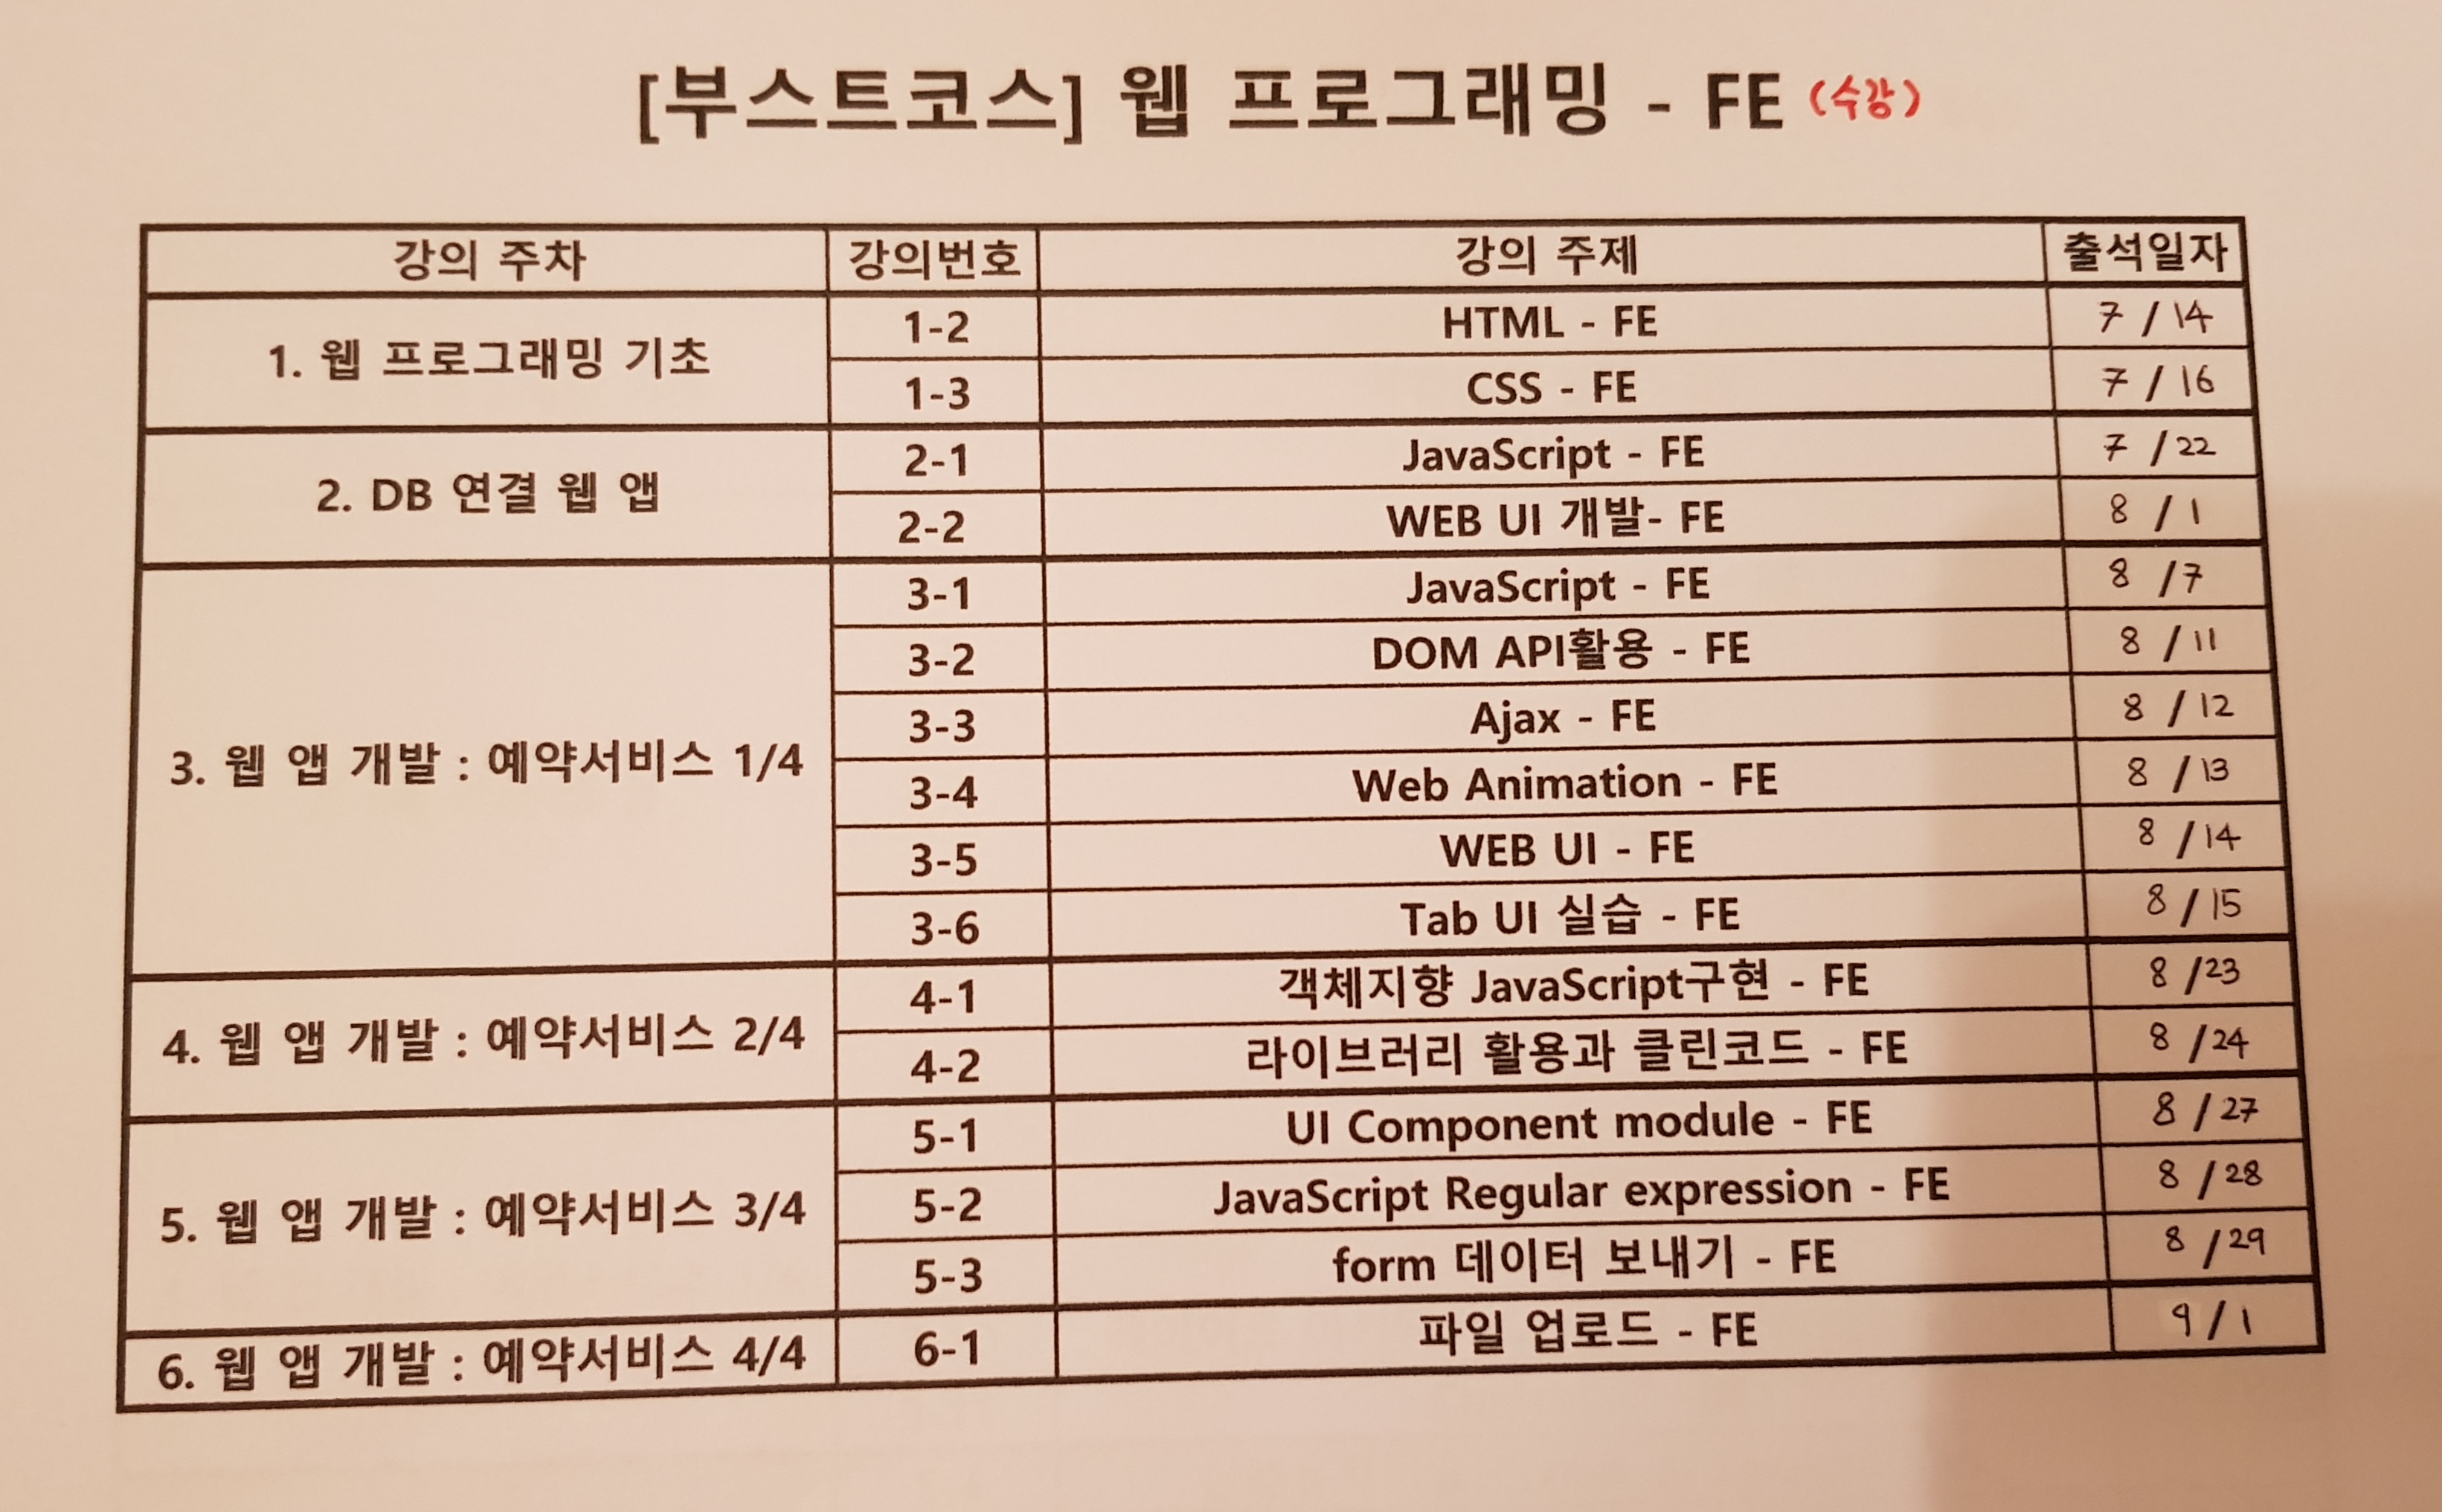 [부스트코스] 웹 프로그래밍 - FE (수강)
강의 주차 강의번호 강의 주제 출석일자
1. 웹 프로그래밍 기초 1-2 HTML - FE 7 / 14
1-3 CSS - FE 7 / 16
2. DB 연결 웹 앱 2-1 JavaScript - FE 7 / 22
2-2 WEB UI 개발- FE 8 / 1
3. 웹 앱 개발 : 예약서비스 1/4 3-1 JavaScript - FE 8 / 7
3-2 DOM API활용 - FE 8 / 11
3-3 Ajax - FE 8 / 12
3-4 Web Animation - FE 8 / 13
3-5 WEB UI - FE 8 / 14
3-6 Tab UI 실습 - FE 8 / 15
4. 웹 앱 개발 : 예약서비스 2/4 4-1 객체지향 JavaScript구현 - FE 8 / 23
4-2 라이브러리 활용과 클린코드 - FE 8 / 24
5. 웹 앱 개발 : 예약서비스 3/4 5-1 UI Component module - FE 8 / 27
5-2 JavaScript Regular expression - FE 8 / 28
5-3 form 데이터 보내기 - FE 8 / 29
6. 웹 앱 개발 : 예약서비스 4/4 6-1 파일 업로드 - FE 9 / 1